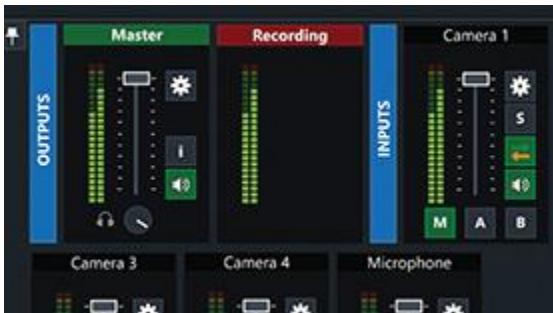 Master
Recording
Camera 1
OUTPUTS
INPUTS
S
i
M
A
B
Camera 3
Camera 4
Microphone